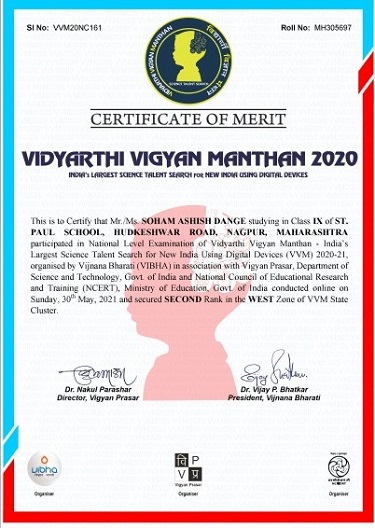 Sl No: VVM20NC161 Roll No: MH305697
VIDYARTHI VIGYAN MANTHAN
SCIENCE TALENT SEARCH
CERTIFICATE OF MERIT
VIDYARTHI VIGYAN MANTHAN 2020
INDIA's LARGEST SCIENCE TALENT SEARCH FOR NEW INDIA USING DIGITAL DEVICES
This is to Certify that Mr./Ms. SOHAM ASHISH DANGE studying in Class IX of ST.
PAUL SCHOOL, HUDKESHWAR ROAD, NAGPUR, MAHARASHTRA
participated in National Level Examination of Vidyarthi Vigyan Manthan - India's
Largest Science Talent Search for New India Using Digital Devices (VVM) 2020-21,
organised by Vijnana Bharati (VIBHA) in association with Vigyan Prasar, Department of
Science and Technology, Govt. of India and National Council of Educational Research
and Training (NCERT), Ministry of Education, Govt. of India conducted online on
Sunday, 30th May, 2021 and secured SECOND Rank in the WEST Zone of VVM State
Cluster.
Dr. Nakul Parashar Dr. Vijay P. Bhatkar
Director, Vigyan Prasar President, Vijnana Bharati
vibha
वि P
V प्र
Vigyan Prasar
NCERT
Organiser Organiser Organiser